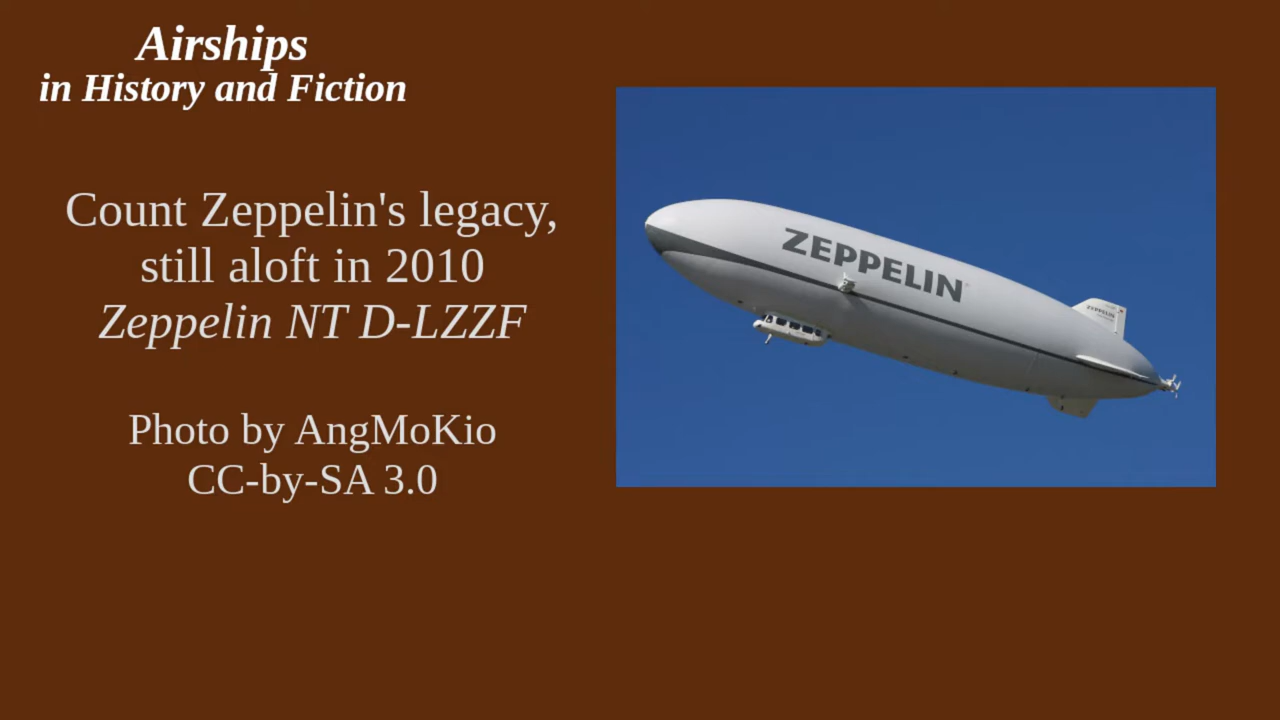 Airships
in History and Fiction
Count Zeppelin's legacy,
still aloft in 2010
Zeppelin NT D-LZZF
Photo by AngMoKio
CC-by-SA 3.0
ZEPPELIN
ZEPPELIN